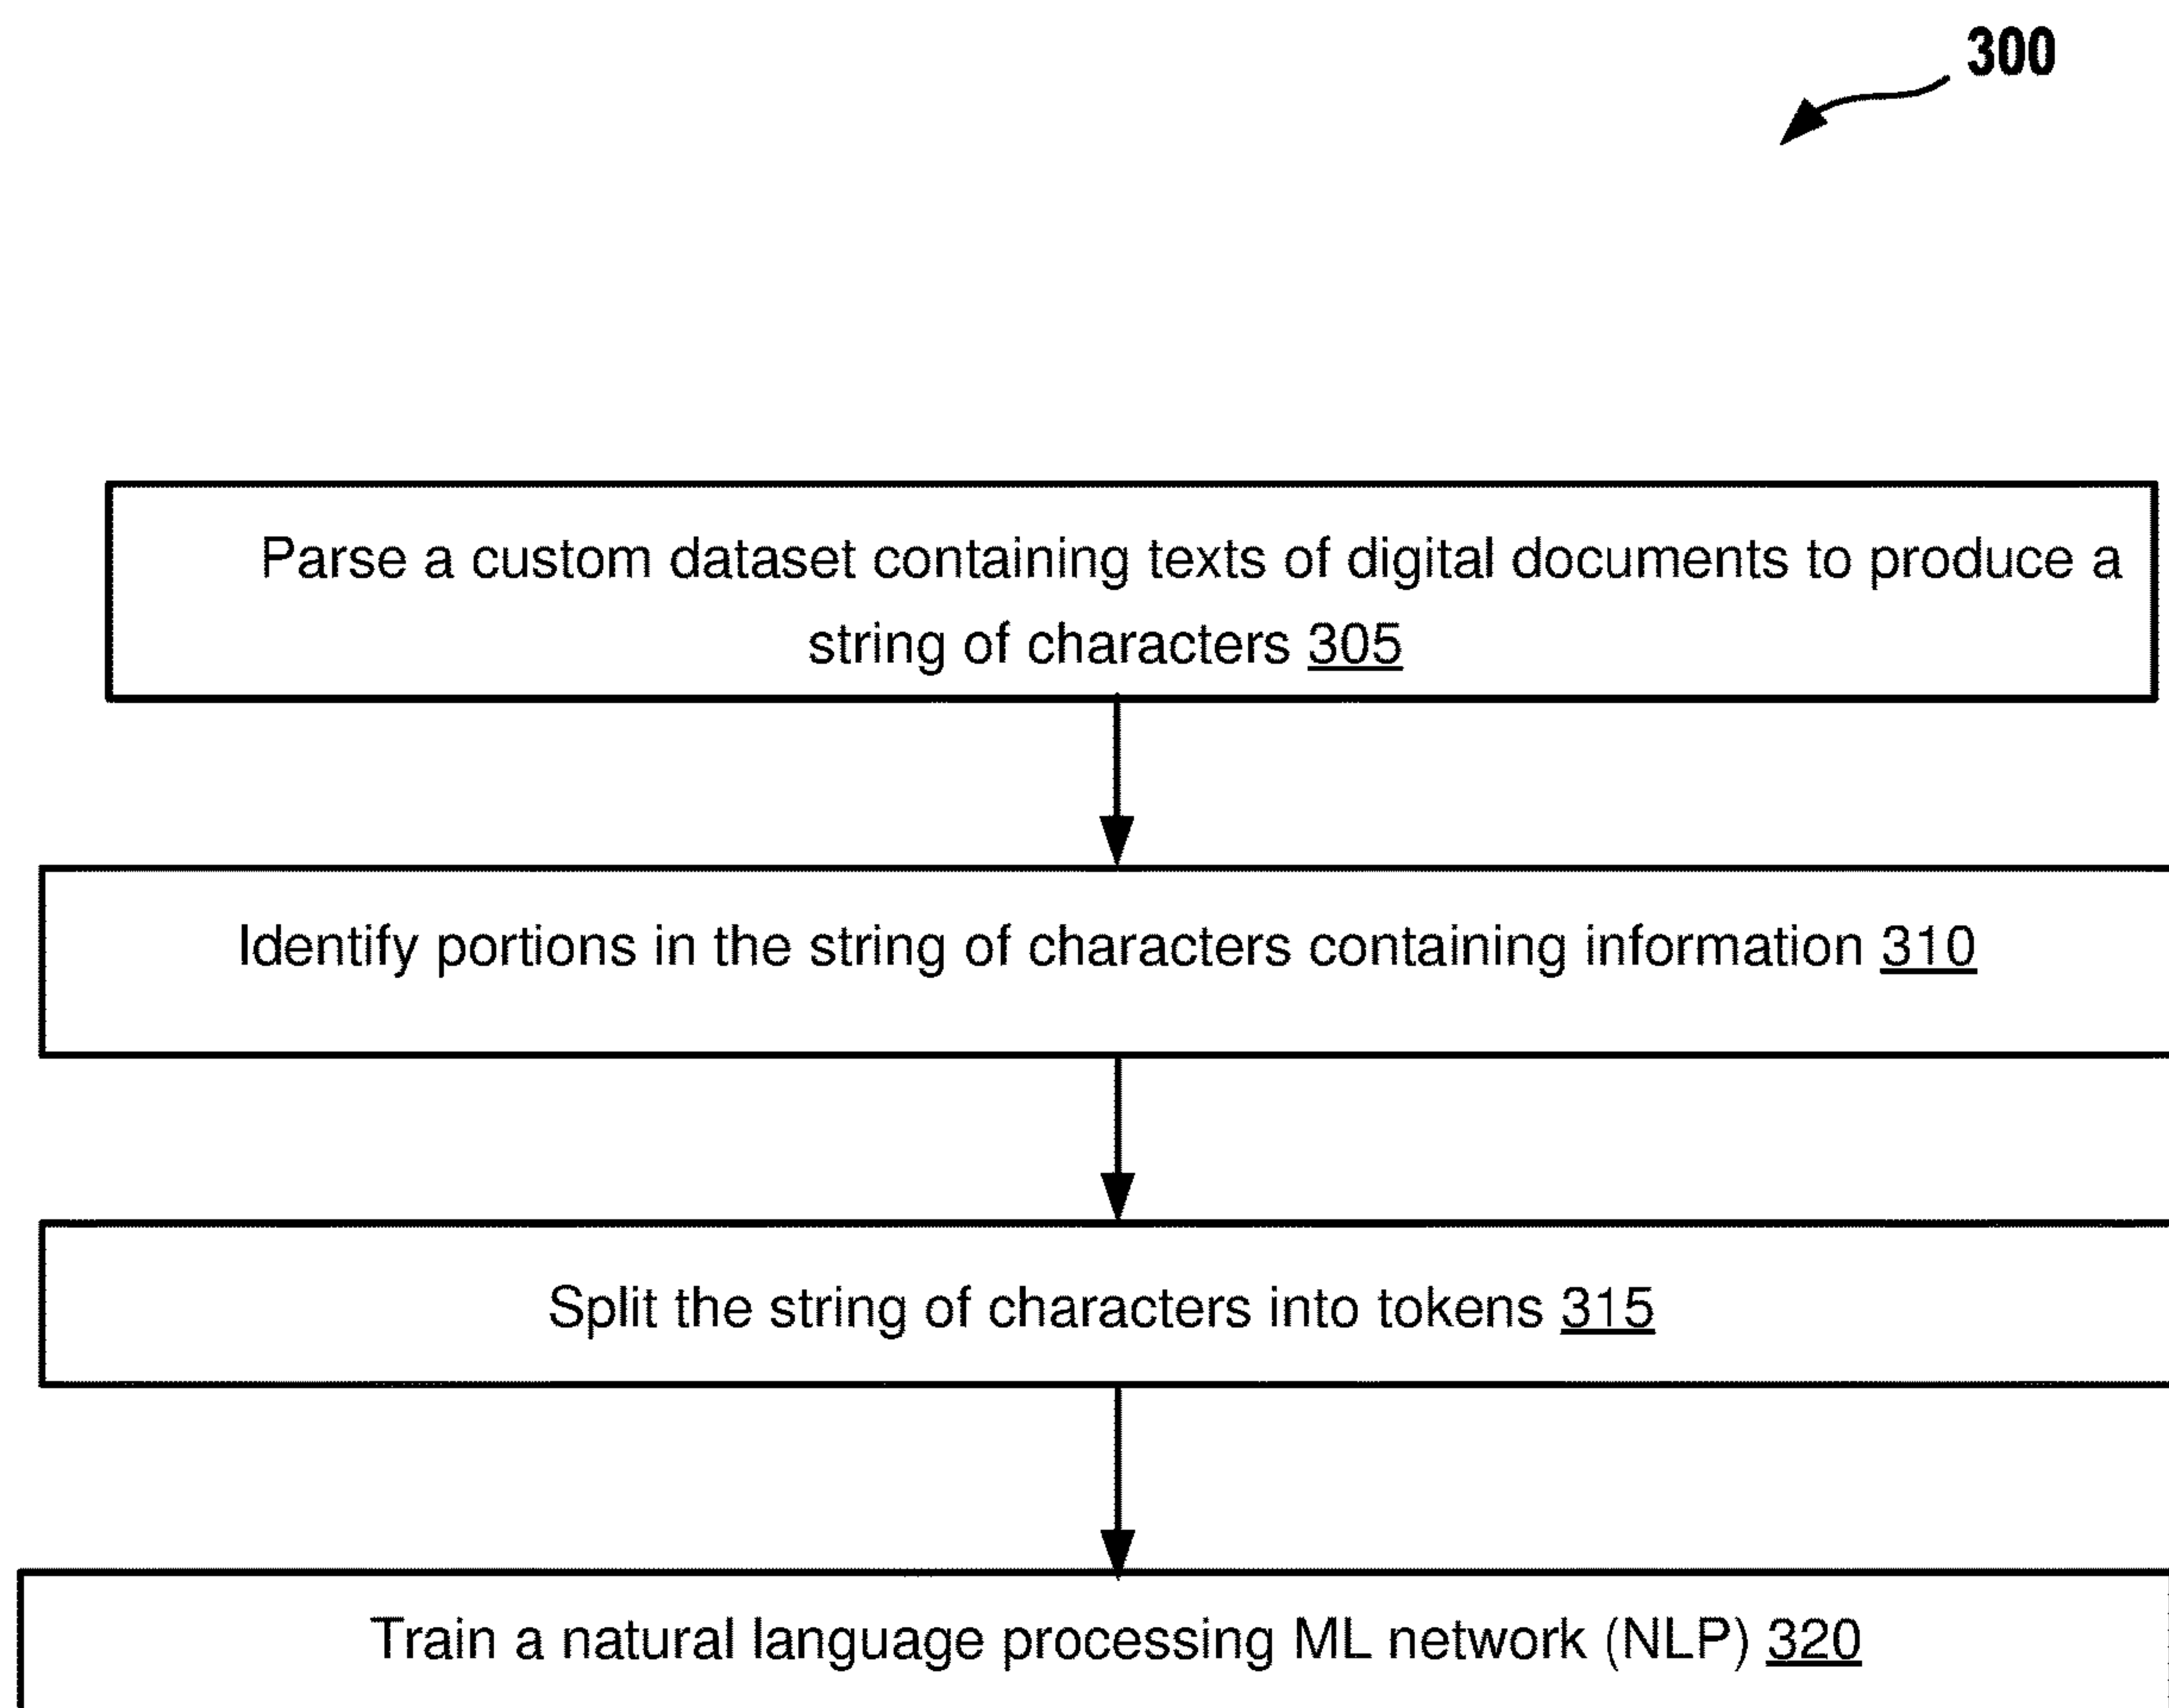 300
Parse a custom dataset containing texts of digital documents to produce a
string of characters 305
Identify portions in the string of characters containing information 310
Split the string of characters into tokens 315
Train a natural language processing ML network (NLP) 320